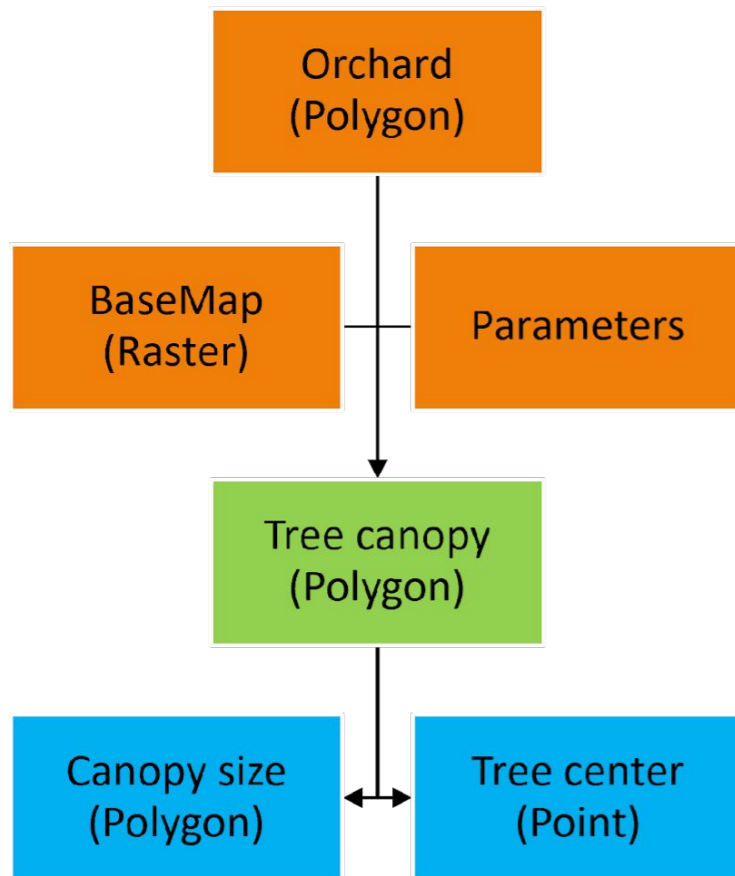 Orchard
(Polygon)
BaseMap
(Raster)
Parameters
Tree canopy
(Polygon)
Canopy size
(Polygon)
Tree center
(Point)